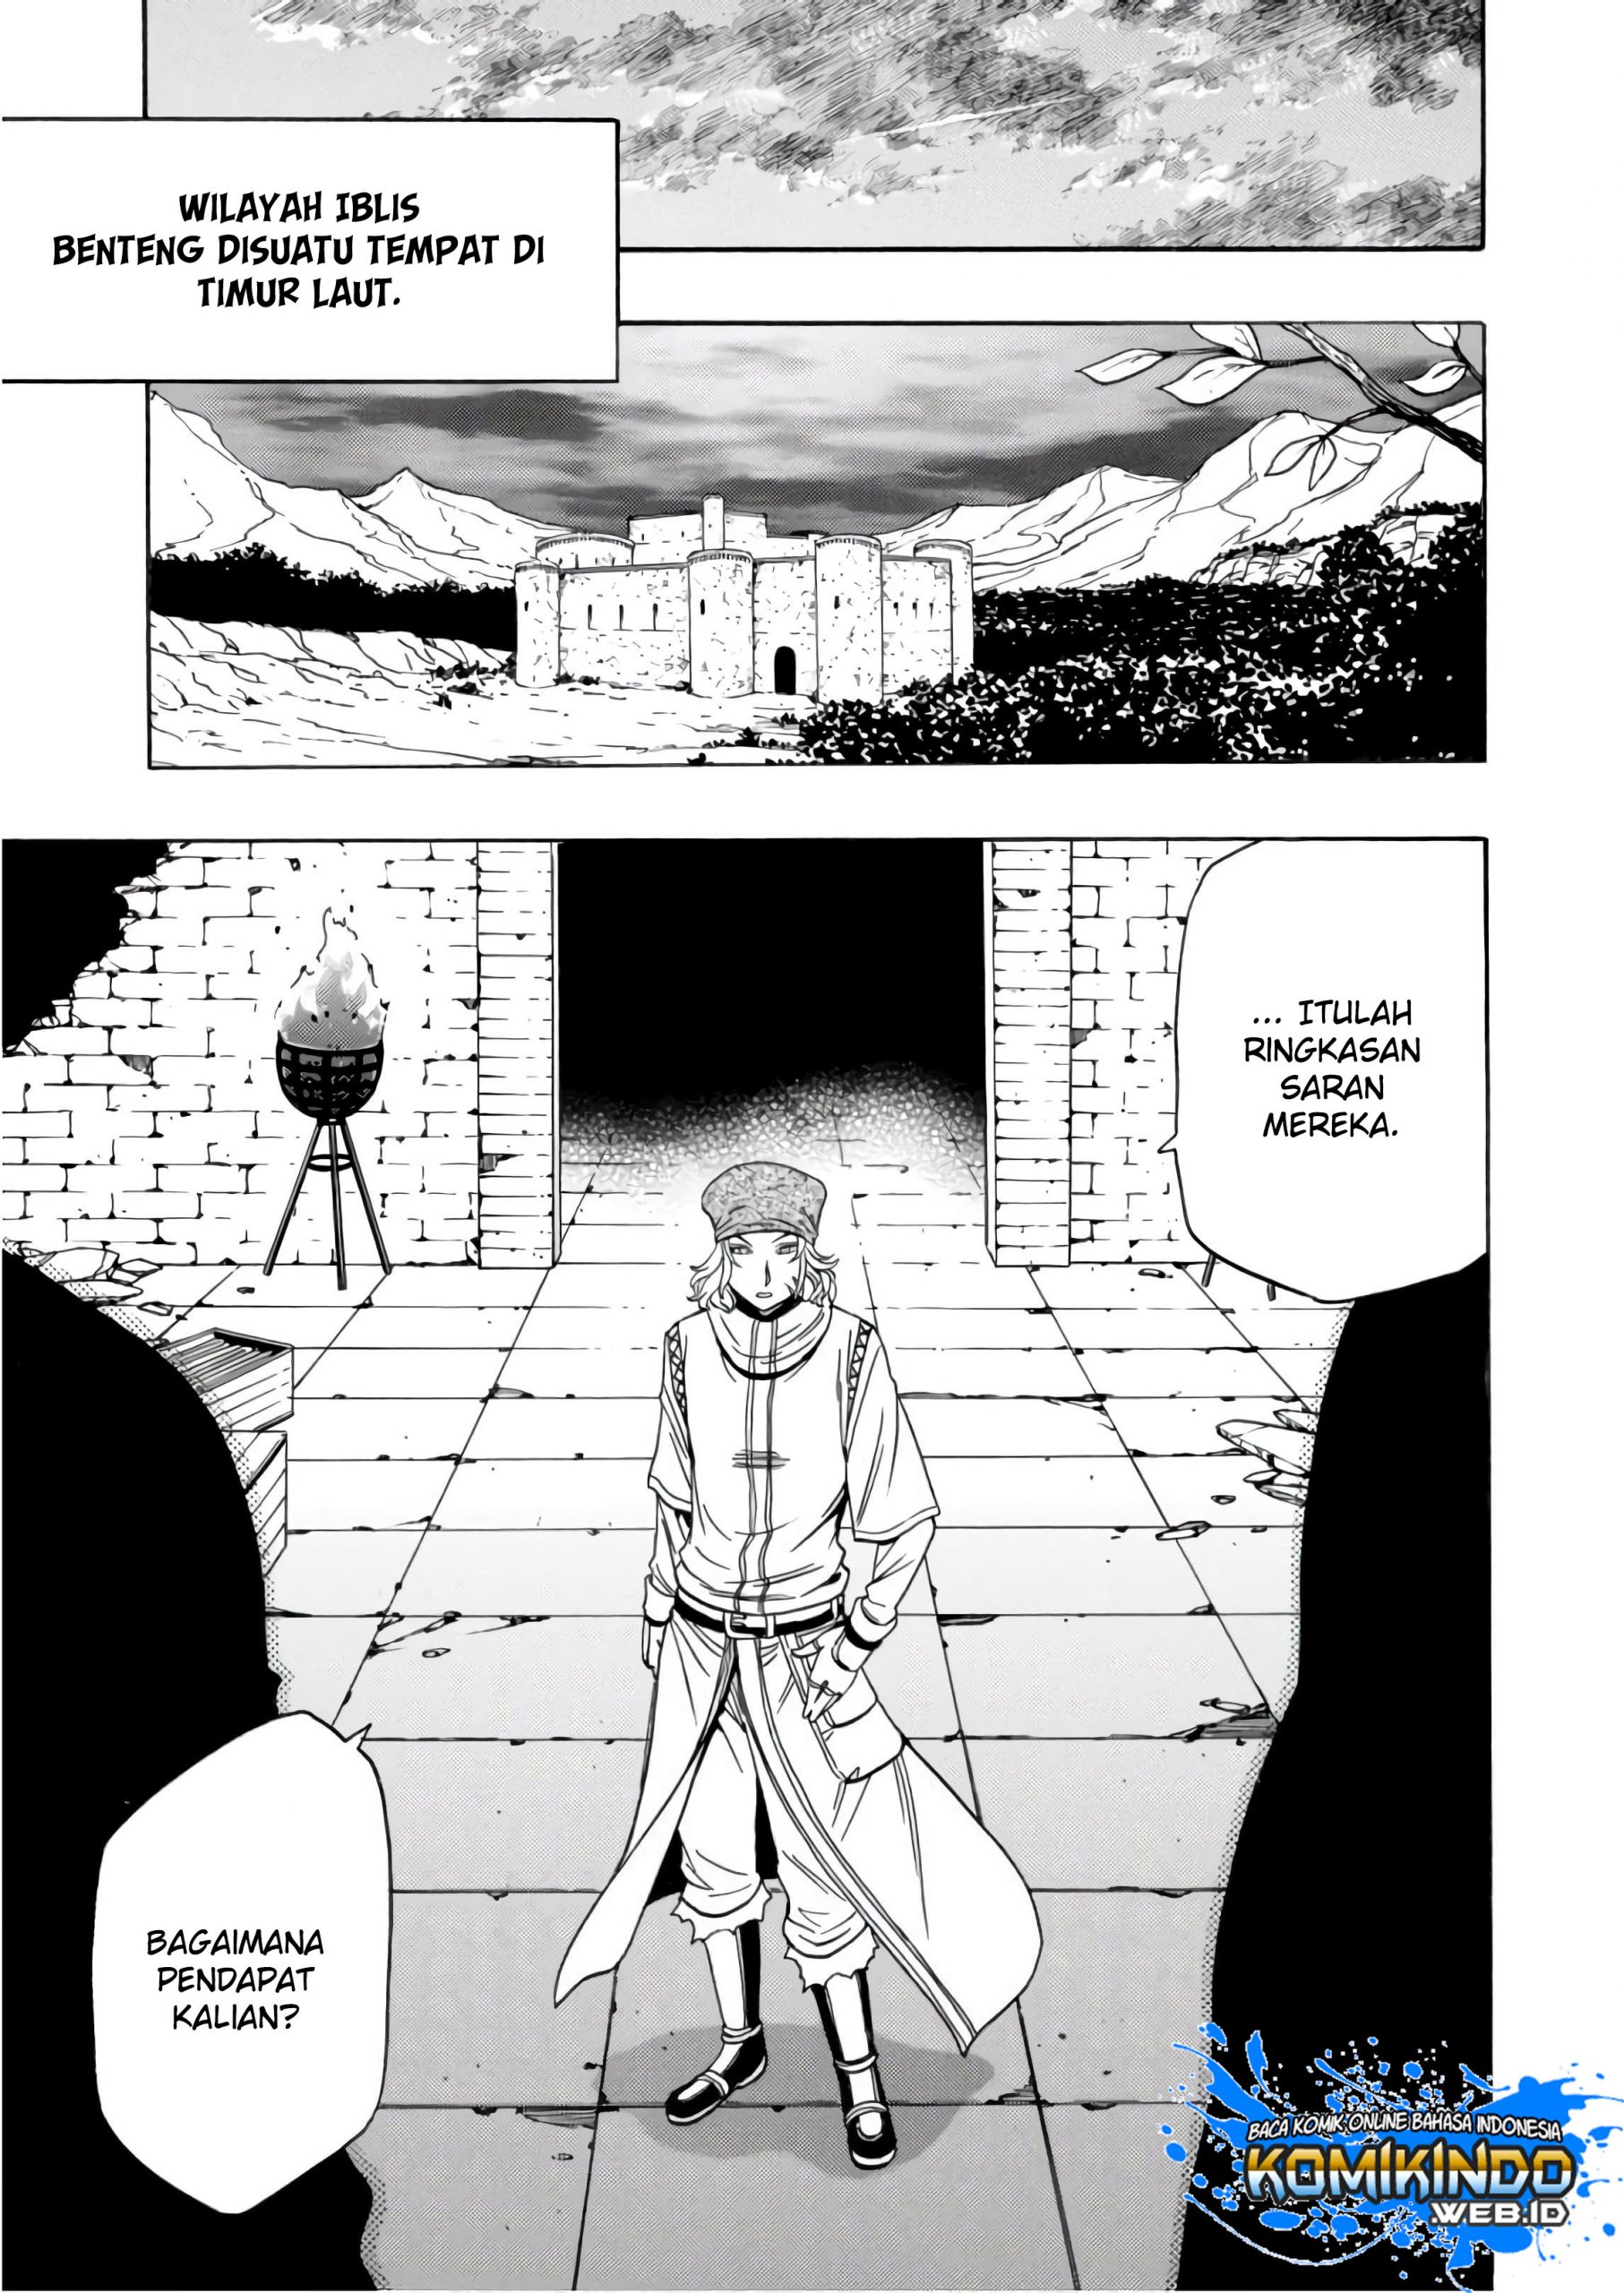 WILAYAH IBLIS
BENTENG DISUATU TEMPAT DI
TIMUR LAUT.
... ITULAH
RINGKASAN
SARAN
MEREKA.
BAGAIMANA
PENDAPAT
KALIAN?
BACA KOMIK ONLINE BAHASA INDONESIA
KOMIKINDO
.WEB.ID